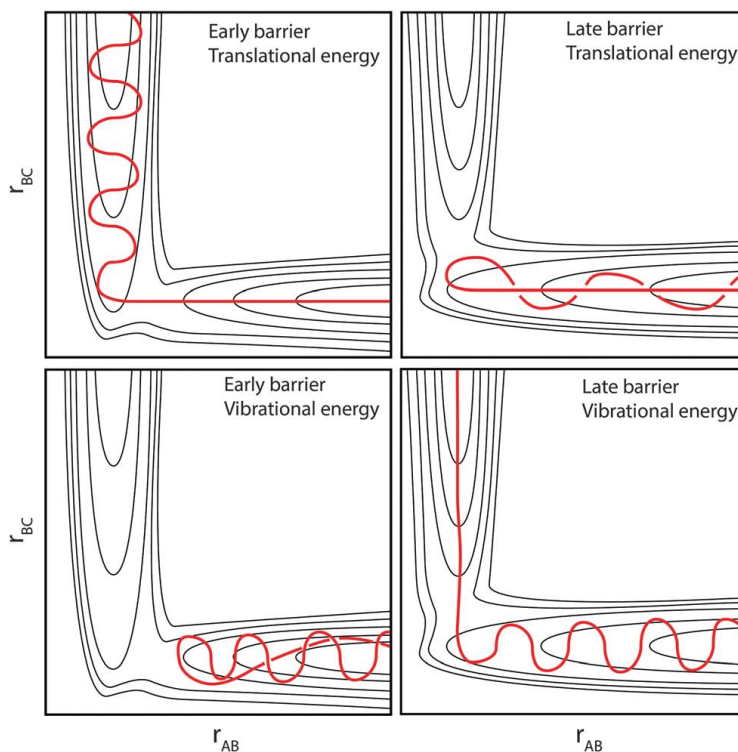 Early barrier
Translational energy
Late barrier
Translational energy
r_BC
Early barrier
Vibrational energy
Late barrier
Vibrational energy
r_BC
r_AB
r_AB